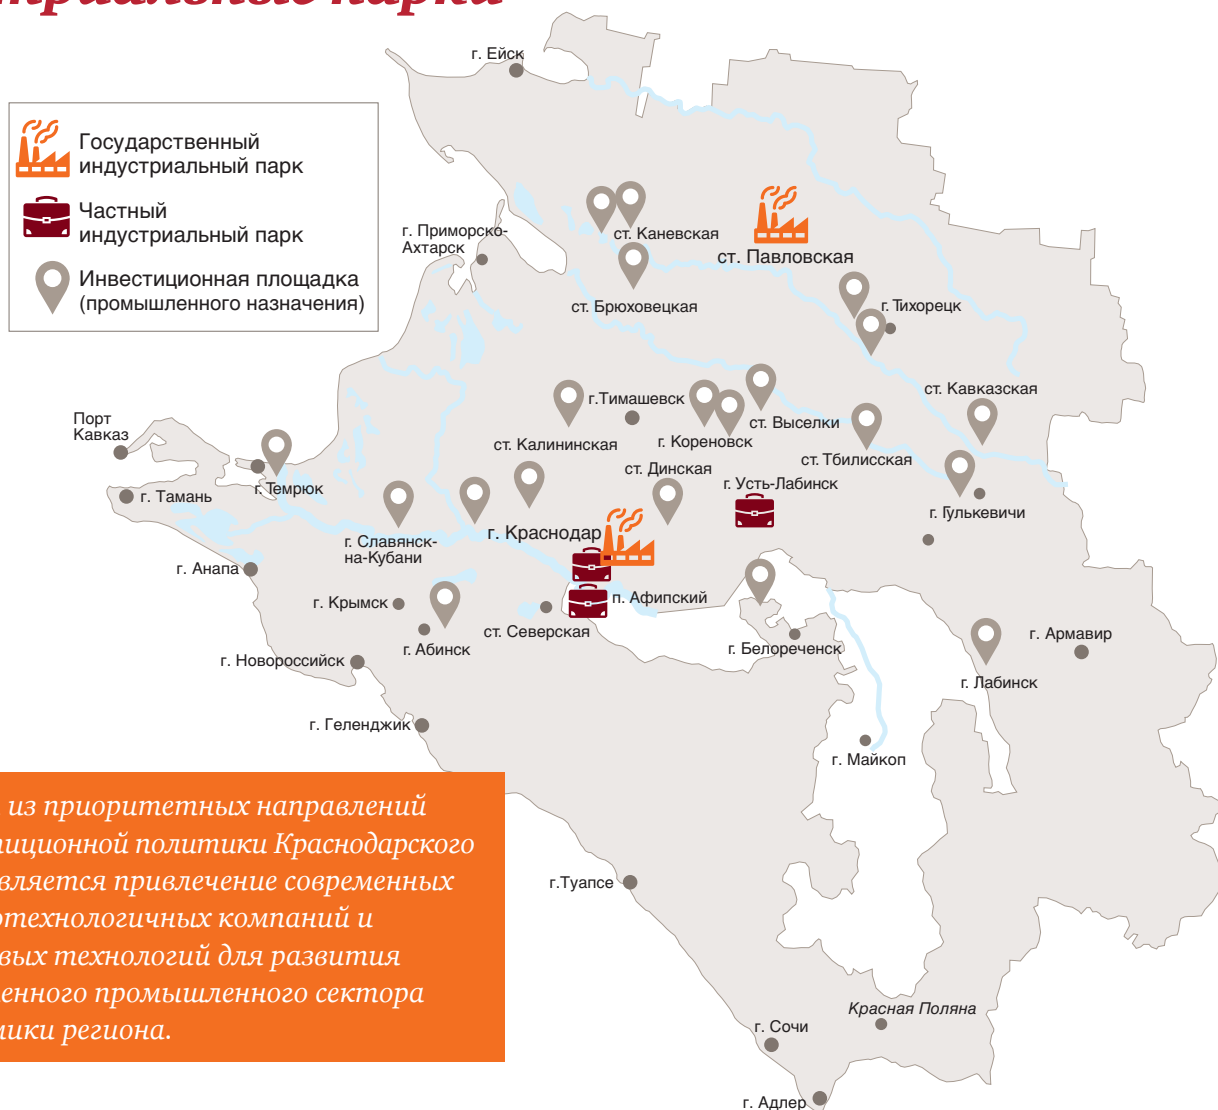 парки
г. Ейск
Государственный
индустриальный парк
Частный
индустриальный парк
Инвестиционная площадка
(промышленного назначения)
г. Приморско-
Ахтарск
ст. Каневская
ст. Павловская
ст. Брюховецкая
г. Тихорецк
ст. Кавказская
г.Тимашевск
ст. Выселки
Порт
Кавказ
ст. Калининская
г. Кореновск
ст. Тбилисская
ст. Динская
г. Усть-Лабинск
г. Темрюк
г. Тамань
г. Гулькевичи
г. Краснодар
г. Славянск-
на-Кубани
г. Анапа
п. Афипский
г. Крымск
ст. Северская
г. Абинск
г. Белореченск
г. Армавир
г. Новороссийск
г. Лабинск
г. Геленджик
г. Майкоп
из приоритетных направлений
иционной политики Краснодарского
вляется привлечение современных
отехнологичных компаний и
вых технологий для развития
енного промышленного сектора
мики региона.
г.Туапсе
Красная Поляна
г. Сочи
г. Адлер